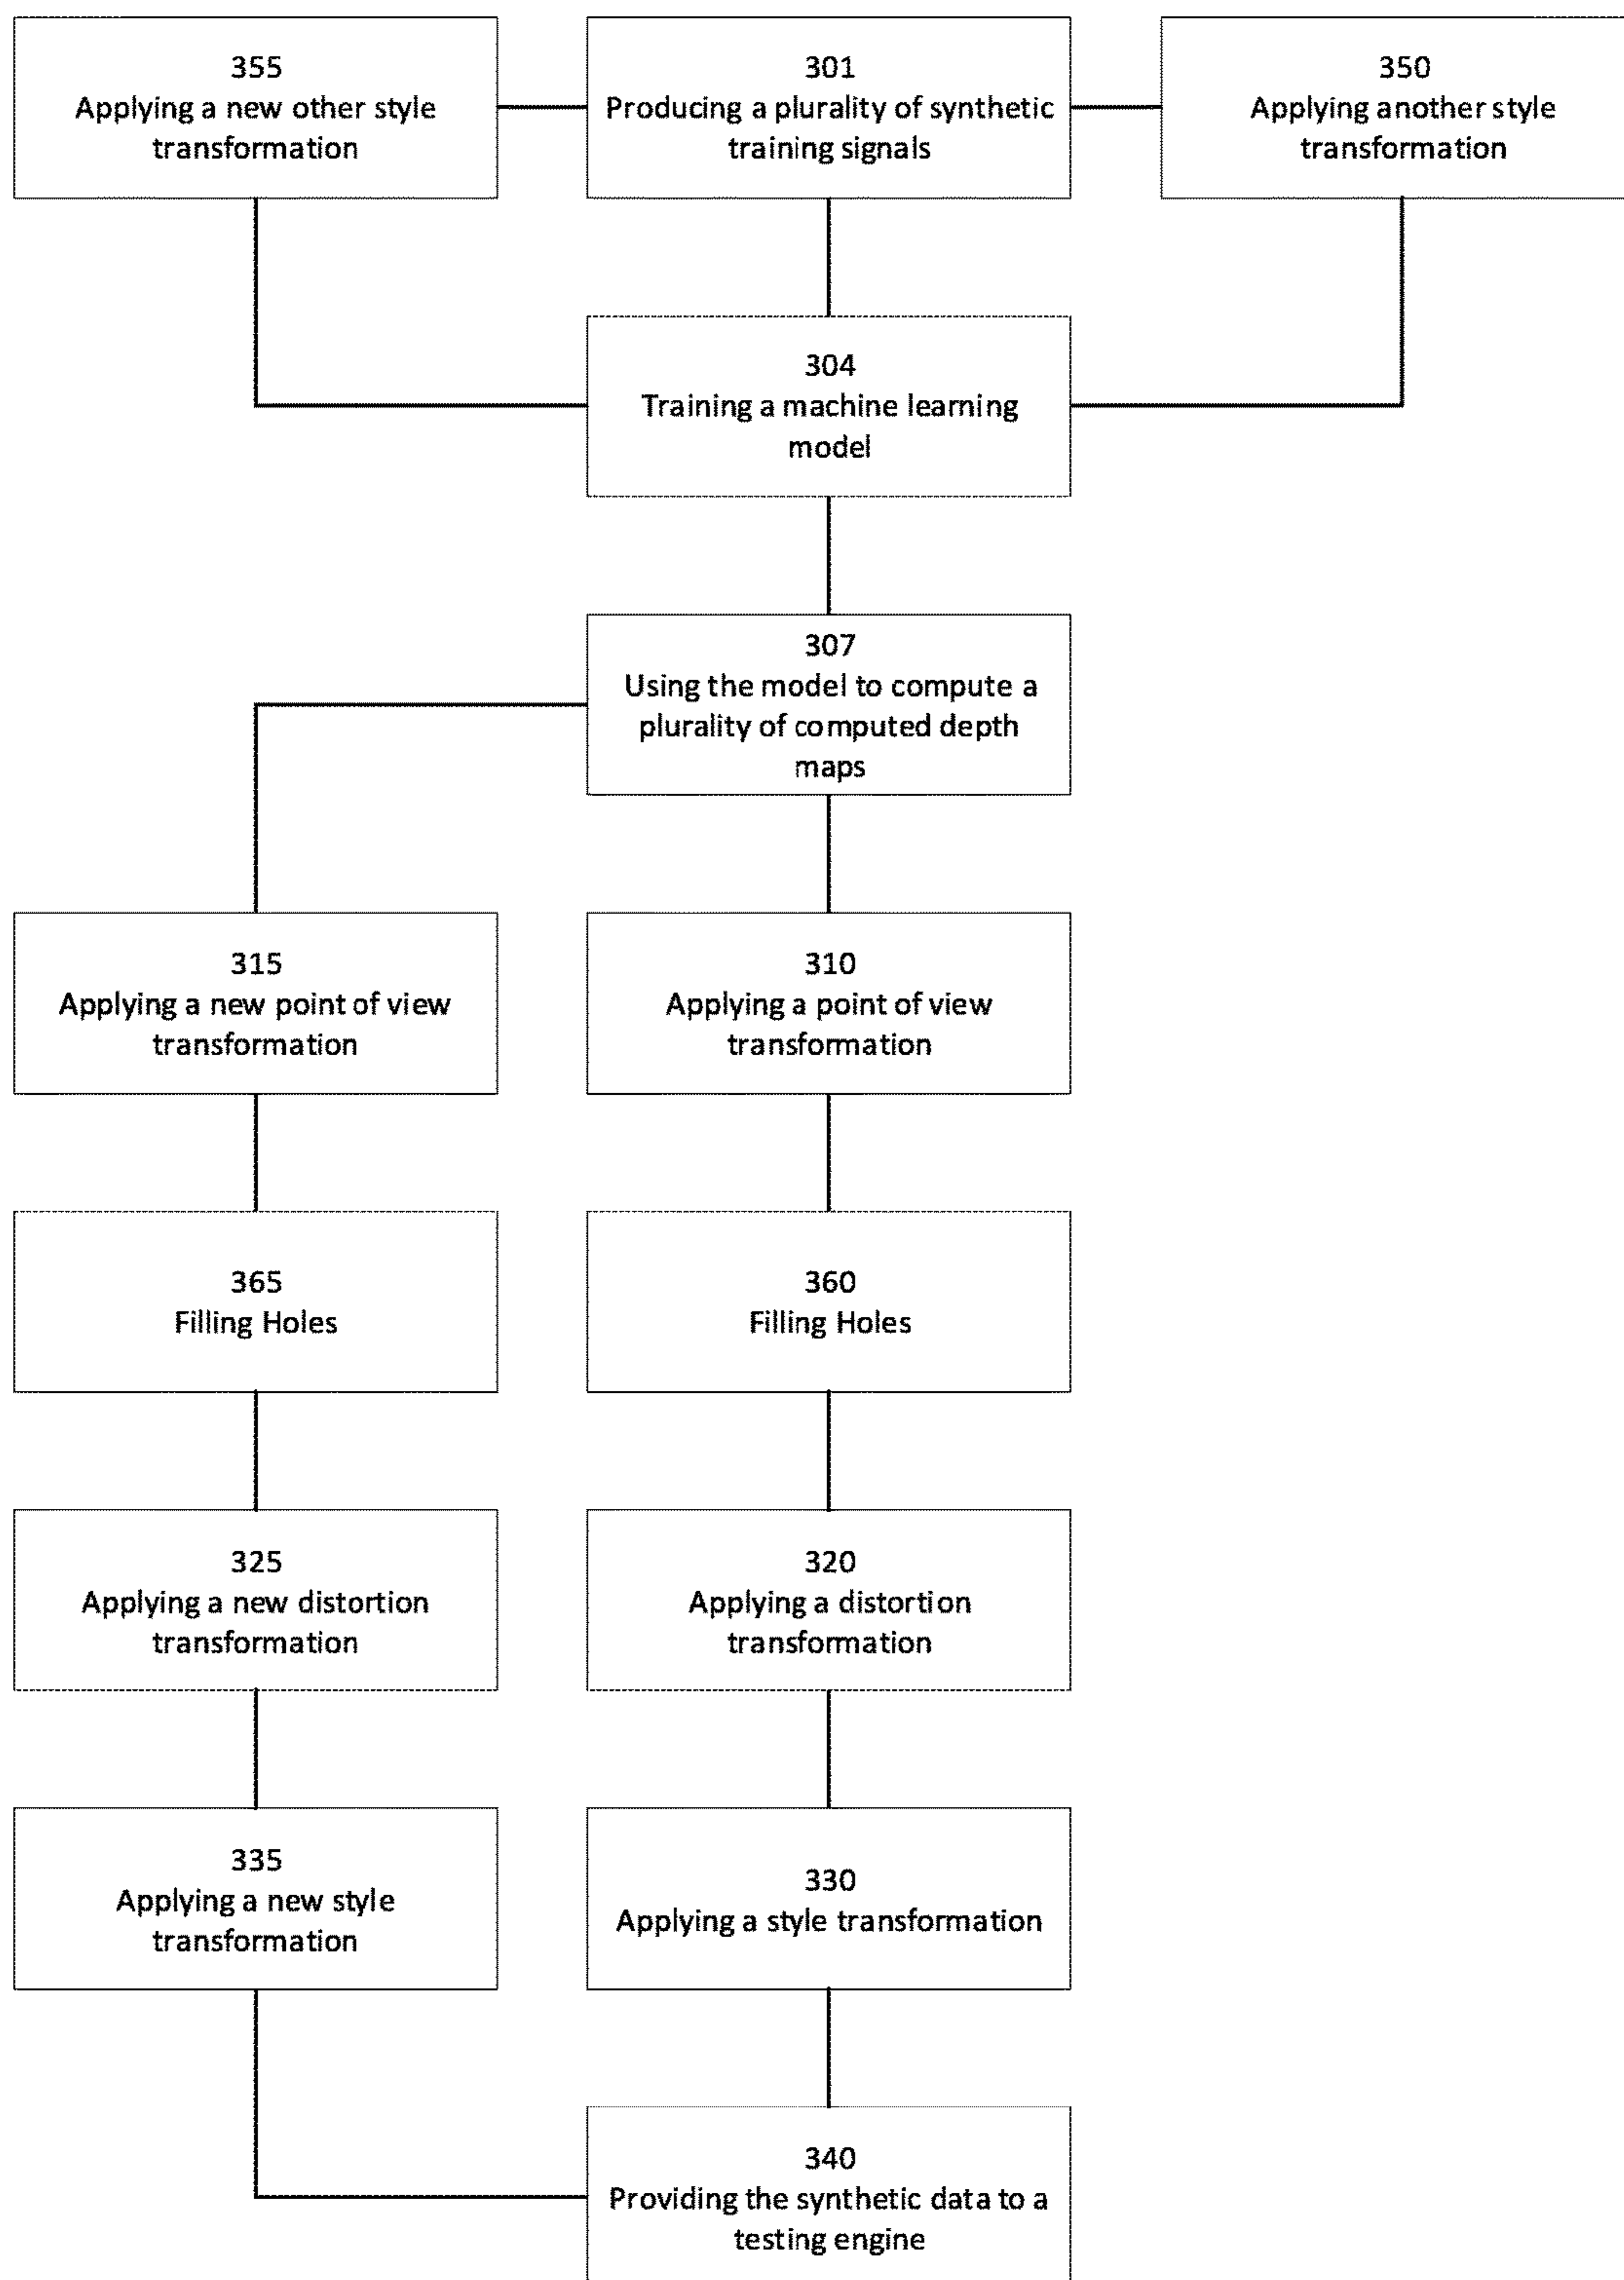 355
Applying a new other style
transformation
301
Producing a plurality of synthetic
training signals
350
Applying another style
transformation
304
Training a machine learning
model
307
Using the model to compute a
plurality of computed depth
maps
315
Applying a new point of view
transformation
310
Applying a point of view
transformation
365
Filling Holes
360
Filling Holes
325
Applying a new distortion
transformation
320
Applying a distortion
transformation
335
Applying a new style
transformation
330
Applying a style transformation
340
Providing the synthetic data to a
testing engine